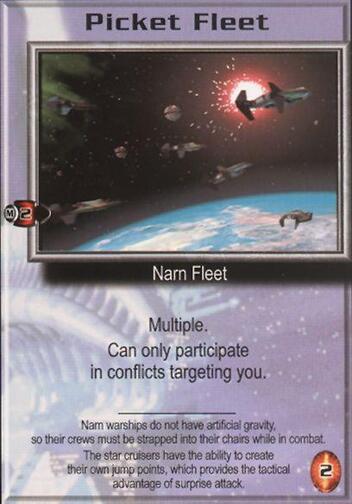 Picket Fleet
M 2
Narn Fleet
Multiple.
Can only participate
in conflicts targeting you.
Narn warships do not have artificial gravity,
so their crews must be strapped into their chairs while in combat.
The star cruisers have the ability to create
their own jump points, which provides the tactical
advantage of surprise attack.
2